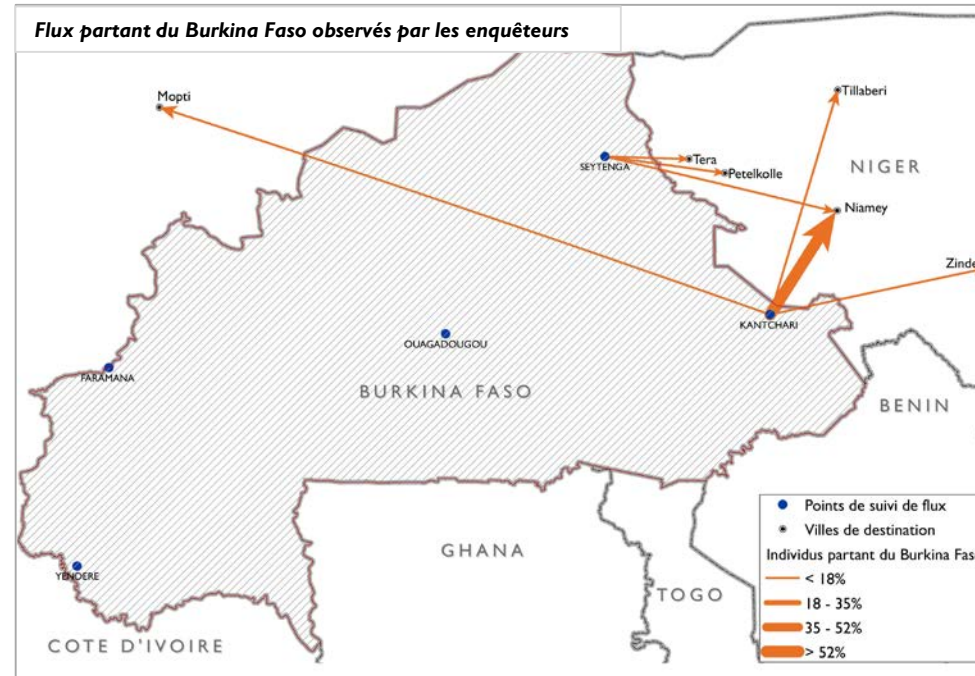 Flux partant du Burkina Faso observés par les enquêteurs
Mopti
Tillaberi
SEYTENGA
Tera
Petelkolle
NIGER
Niamey
Zinde
KANTCHARI
OUAGADOUGOU
FARAMANA
BURKINA FASO
BENIN
Points de suivi de flux
Villes de destination
Individus partant du Burkina Fas
< 18%
18 - 35%
35 - 52%
> 52%
GHANA
TOGO
YENDERE
COTE D'IVOIRE